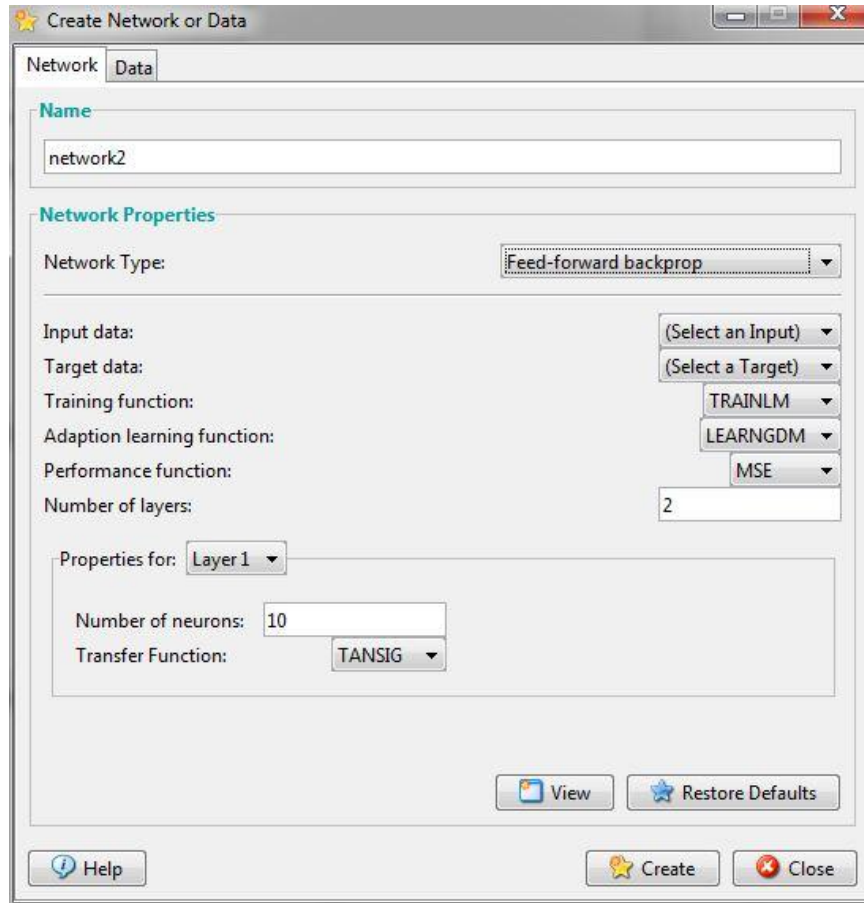 Create Network or Data
Network Data
Name
network2
Network Properties
Network Type: Feed-forward backprop
Input data: (Select an Input)
Target data: (Select a Target)
Training function: TRAINLM
Adaption learning function: LEARNGDM
Performance function: MSE
Number of layers: 2
Properties for: Layer 1
Number of neurons: 10
Transfer Function: TANSIG
View Restore Defaults
Help Create Close